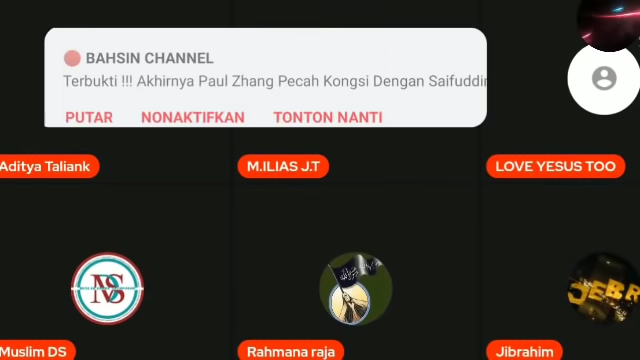 BAHSIN CHANNEL
Terbukti !!! Akhirnya Paul Zhang Pecah Kongsi Dengan Saifuddin
PUTAR NONAKTIFKAN TONTON NANTI
Aditya Taliank
M.ILIAS J.T
LOVE YESUS TOO
Muslim DS
Rahmana raja
Jibrahim